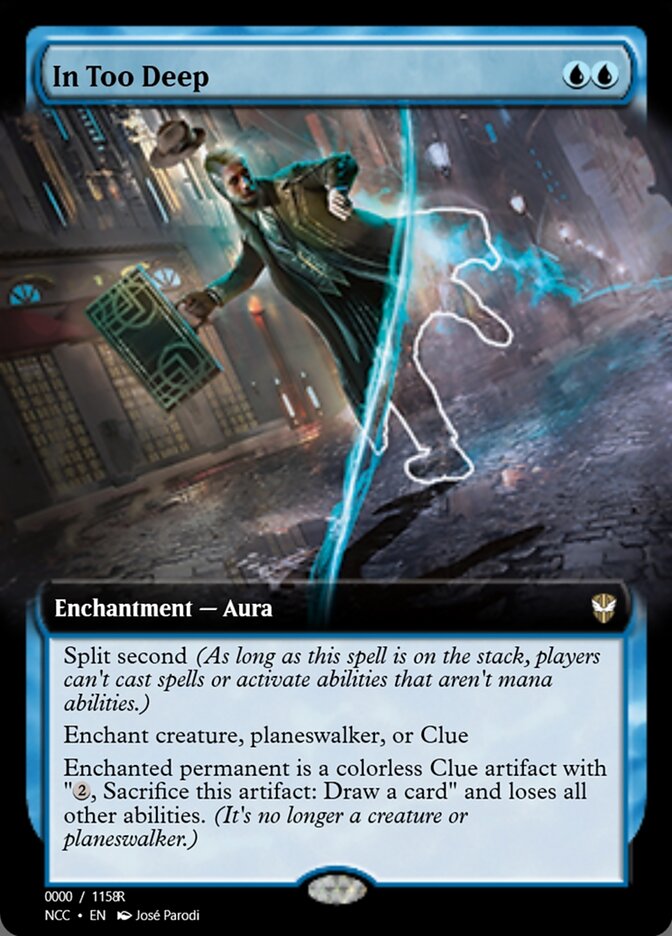 In Too Deep
Enchantment — Aura
Split second (As long as this spell is on the stack, players
can't cast spells or activate abilities that aren't mana
abilities.)
Enchant creature, planeswalker, or Clue
Enchanted permanent is a colorless Clue artifact with
"2, Sacrifice this artifact: Draw a card" and loses all
other abilities. (It's no longer a creature or
planeswalker.)
0000 / 1158R
NCC • EN José Parodi